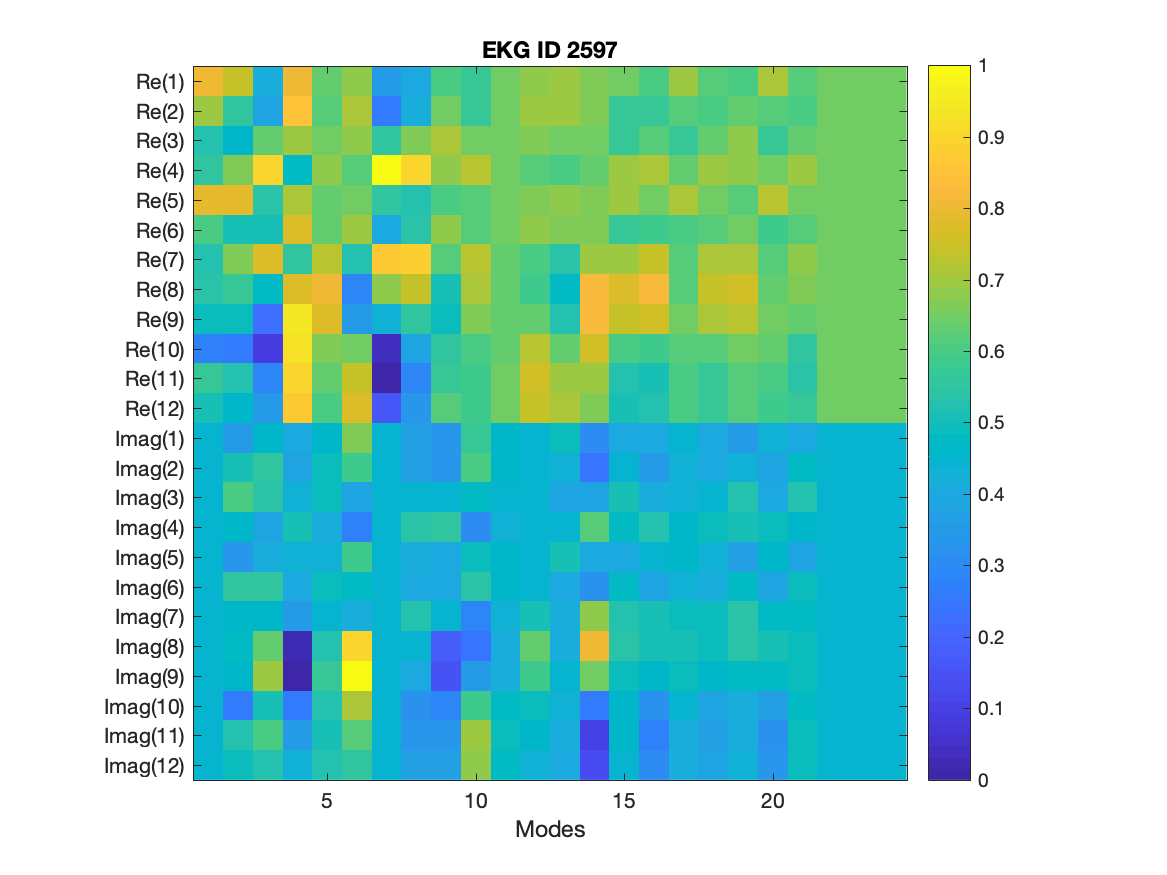 EKG ID 2597
Re(1)
Re(2)
Re(3)
Re(4)
Re(5)
Re(6)
Re(7)
Re(8)
Re(9)
Re(10)
Re(11)
Re(12)
Imag(1)
Imag(2)
Imag(3)
Imag(4)
Imag(5)
Imag(6)
Imag(7)
Imag(8)
Imag(9)
Imag(10)
Imag(11)
Imag(12)
5 10 15 20
Modes
1
0.9
0.8
0.7
0.6
0.5
0.4
0.3
0.2
0.1
0